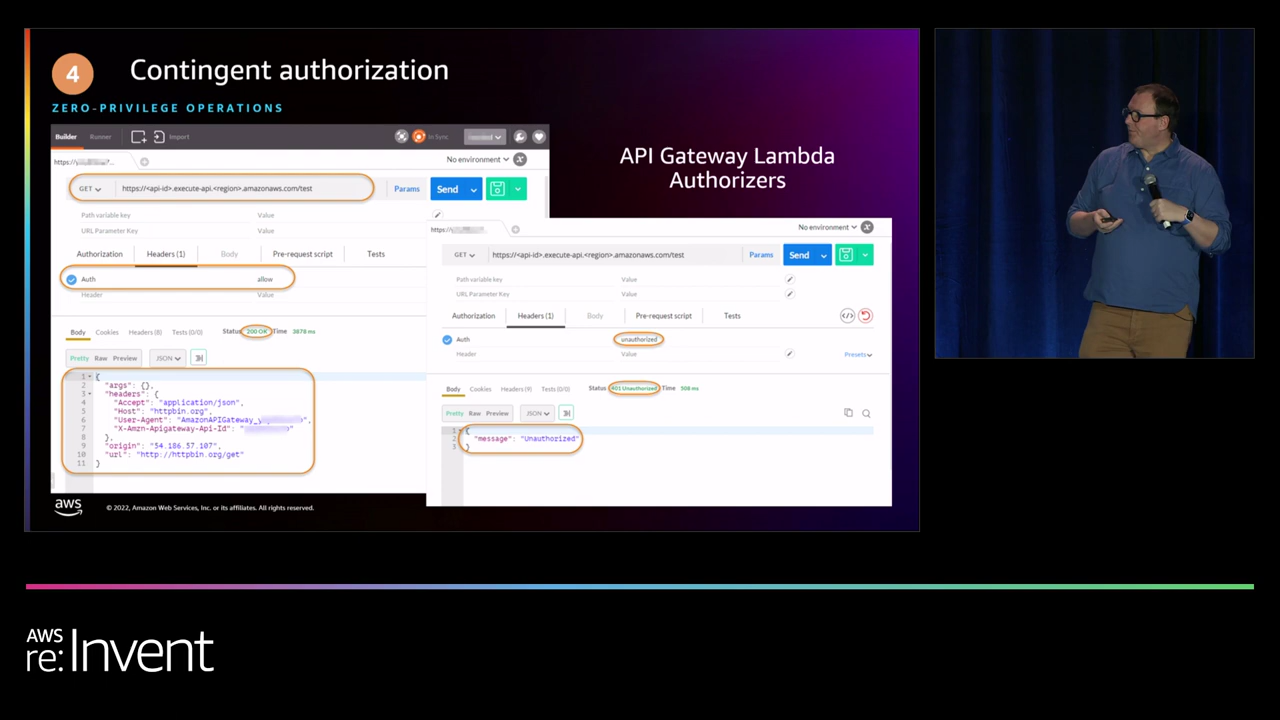 4
Contingent authorization
ZERO-PRIVILEGE OPERATIONS
Builder Runner Import In Sync
https://
No environment
GET https://<api-id>.execute-api.<region>.amazonaws.com/test Params Send
Path variable key Value
URL Parameter Key Value
Authorization Headers (1) Body Pre-request script Tests
Auth allow
Header Value
Body Cookies Headers (8) Tests (0/0) Status 200 OK Time 3878 ms
Pretty Raw Preview JSON
1 {
2 "args": {},
3 "headers": {
4 "Accept": "application/json",
5 "Host": "httpbin.org",
6 "User-Agent": "AmazonAPIGateway_
7 "X-Amzn-Apigateway-Api-Id": "
8 },
9 "origin": "54.186.57.107",
10 "url": "http://httpbin.org/get"
11 }
API Gateway Lambda
Authorizers
https://
No environment
GET https://<api-id>.execute-api.<region>.amazonaws.com/test Params Send
Path variable key Value
URL Parameter Key Value
Authorization Headers (1) Body Pre-request script Tests
Auth unauthorized
Header Value Presets
Body Cookies Headers (9) Tests (0/0) Status 401 Unauthorized Time 508 ms
Pretty Raw Preview JSON
1 {
2 "message": "Unauthorized"
3 }
aws
© 2022, Amazon Web Services, Inc. or its affiliates. All rights reserved.
AWS
re:Invent